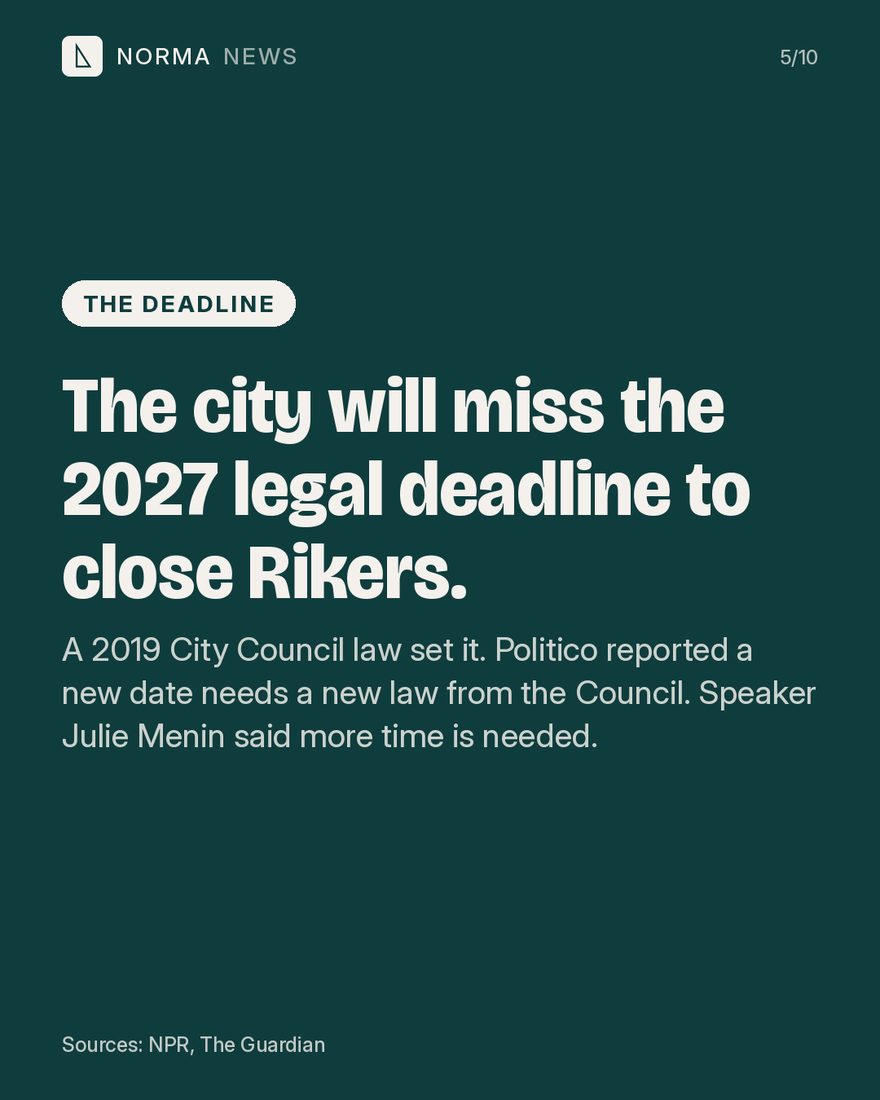 NORMA NEWS
5/10
THE DEADLINE
The city will miss the
2027 legal deadline to
close Rikers.
A 2019 City Council law set it. Politico reported a
new date needs a new law from the Council. Speaker
Julie Menin said more time is needed.
Sources: NPR, The Guardian